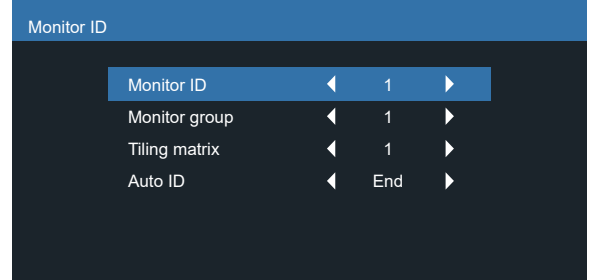 Monitor ID
Monitor ID 1
Monitor group 1
Tiling matrix 1
Auto ID End